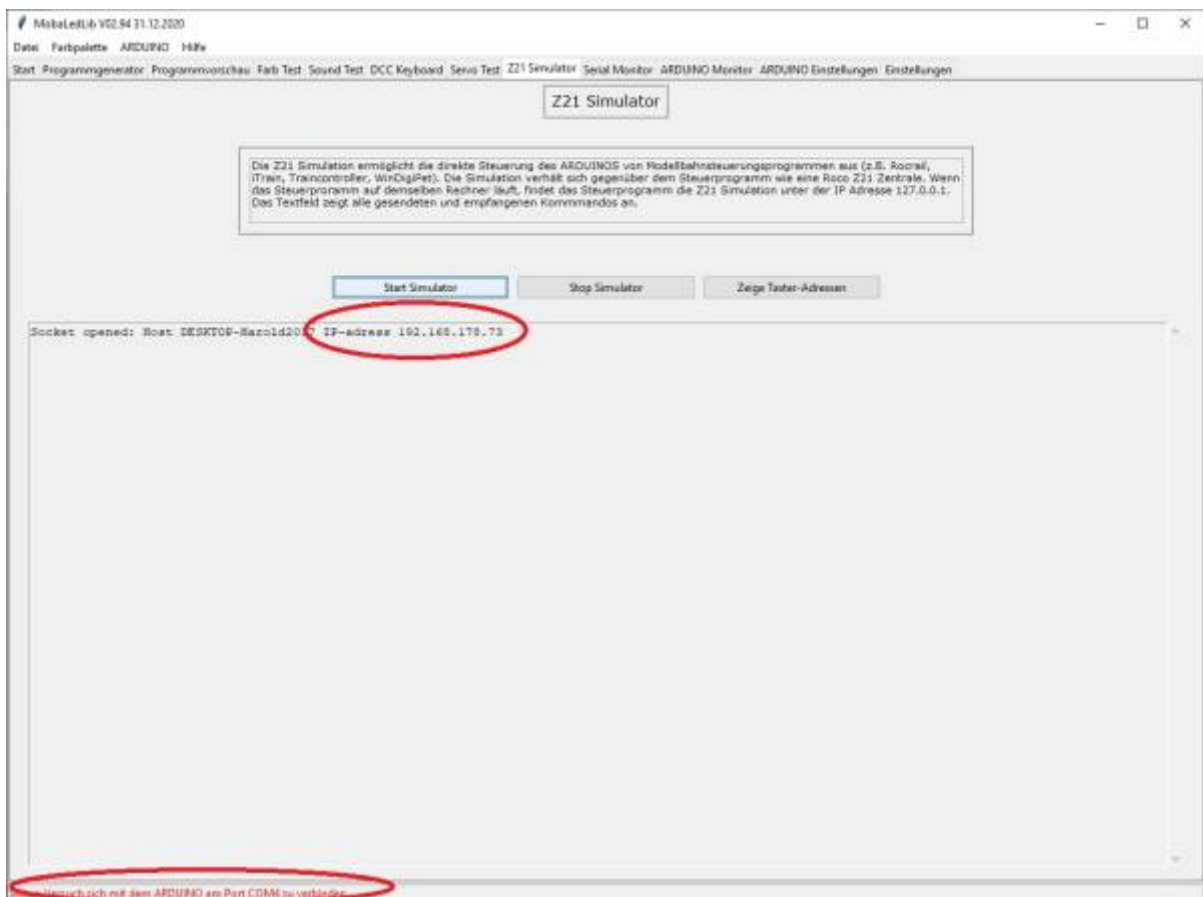 MobaLedLib V02.94 31.12.2020
Datei Farbpalette ARDUINO Hilfe
Start Programmgenerator Programmvorschau Farb Test Sound Test DCC Keyboard Servo Test Z21 Simulator Serial Monitor ARDUINO Monitor ARDUINO Einstellungen Einstellungen
Z21 Simulator
Die Z21 Simulation ermöglicht die direkte Steuerung des ARDUINOS von Modellbahnsteuerungsprogrammen aus (z.B. Rocrail,
iTrain, Traincontroller, WinDigiPet). Die Simulation verhält sich gegenüber dem Steuerprogramm wie eine Roco Z21 Zentrale. Wenn
das Steuerproramm auf demselben Rechner läuft, findet das Steuerprogramm die Z21 Simulation unter der IP Adresse 127.0.0.1.
Das Textfeld zeigt alle gesendeten und empfangenen Kommmandos an.
Start Simulator Stop Simulator Zeige Taster-Adressen
Socket opened: Host IP-adress 192.168.178.73
Versuch sich mit dem ARDUINO am Port COM4 zu verbinden